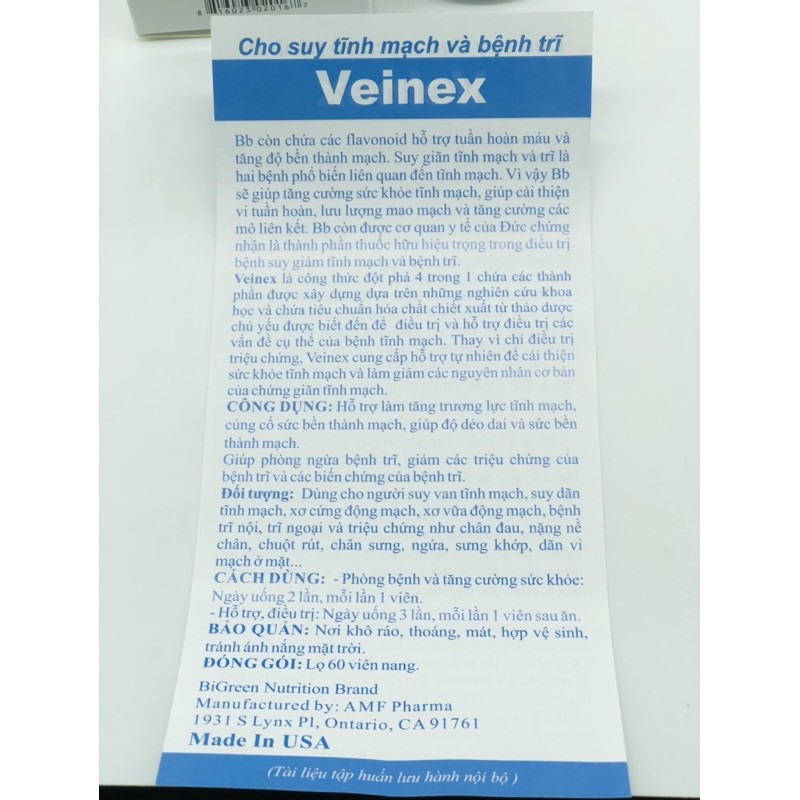 8 16023 02016 7
Cho suy tĩnh mạch và bệnh trĩ
Veinex
Bb còn chứa các flavonoid hỗ trợ tuần hoàn máu và
tăng độ bền thành mạch. Suy giãn tĩnh mạch và trĩ là
hai bệnh phổ biến liên quan đến tĩnh mạch. Vì vậy Bb
sẽ giúp tăng cường sức khỏe tĩnh mạch, giúp cải thiện
vi tuần hoàn, lưu lượng mao mạch và tăng cường các
mô liên kết. Bb còn được cơ quan y tế của Đức chứng
nhận là thành phần thuốc hữu hiệu trọng trong điều trị
bệnh suy giảm tĩnh mạch và bệnh trĩ.
Veinex là công thức đột phá 4 trong 1 chứa các thành
phần được xây dựng dựa trên những nghiên cứu khoa
học và chứa tiêu chuẩn hóa chất chiết xuất từ thảo dược
chủ yếu được biết đến để điều trị và hỗ trợ điều trị các
vấn đề cụ thể của bệnh tĩnh mạch. Thay vì chỉ điều trị
triệu chứng, Veinex cung cấp hỗ trợ tự nhiên để cải thiện
sức khỏe tĩnh mạch và làm giảm các nguyên nhân cơ bản
của chứng giãn tĩnh mạch.
CÔNG DỤNG: Hỗ trợ làm tăng trương lực tĩnh mạch,
củng cố sức bền thành mạch, giúp độ dẻo dai và sức bền
thành mạch.
Giúp phòng ngừa bệnh trĩ, giảm các triệu chứng của
bệnh trĩ và các biến chứng của bệnh trĩ.
Đối tượng: Dùng cho người suy van tĩnh mạch, suy dãn
tĩnh mạch, xơ cứng động mạch, xơ vữa động mạch, bệnh
trĩ nội, trĩ ngoại và triệu chứng như chân đau, nặng nề
chân, chuột rút, chân sưng, ngứa, sưng khớp, dãn vi
mạch ở mặt...
CÁCH DÙNG: - Phòng bệnh và tăng cường sức khỏe:
Ngày uống 2 lần, mỗi lần 1 viên.
- Hỗ trợ, điều trị: Ngày uống 3 lần, mỗi lần 1 viên sau ăn.
BẢO QUẢN: Nơi khô ráo, thoáng, mát, hợp vệ sinh,
tránh ánh nắng mặt trời.
ĐÓNG GÓI: Lọ 60 viên nang.
BiGreen Nutrition Brand
Manufactured by: AMF Pharma
1931 S Lynx Pl, Ontario, CA 91761
Made In USA
(Tài liệu tập huấn lưu hành nội bộ)